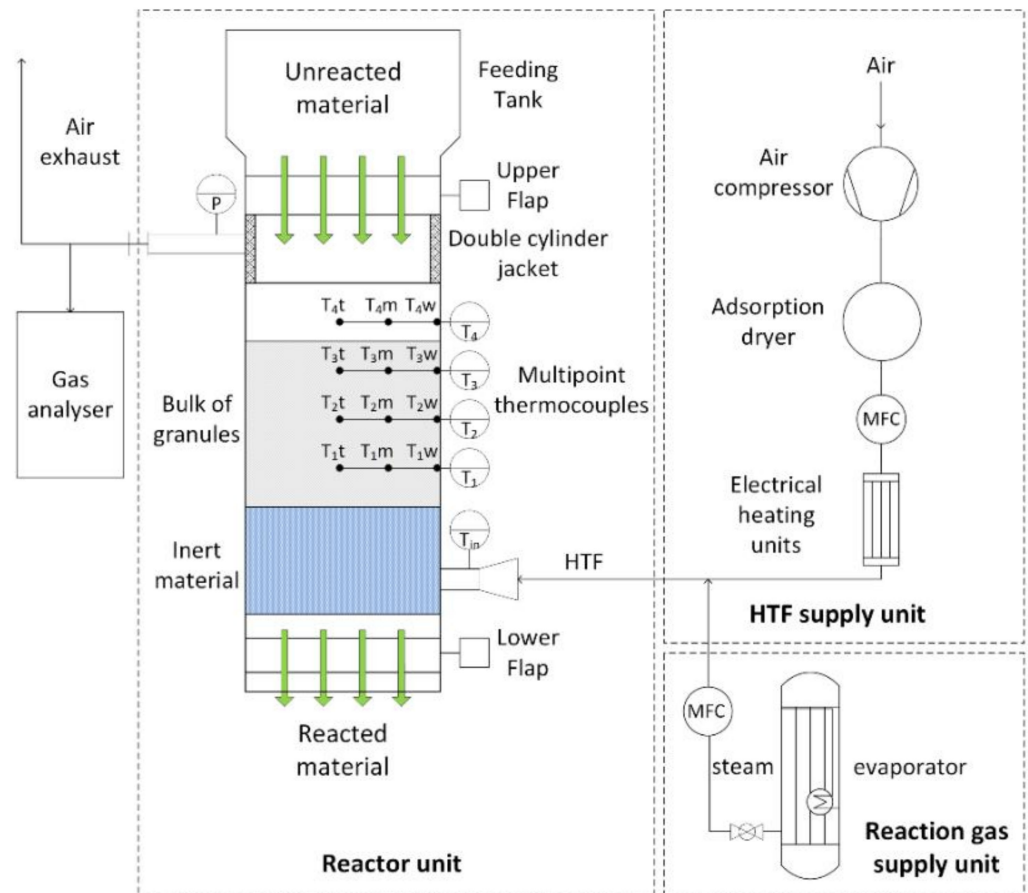 Unreacted
material
Feeding
Tank
Air
exhaust
P
Upper
Flap
Double cylinder
jacket
T₄t T₄m T₄w
T₄
T₃t T₃m T₃w
T₃
Multipoint
thermocouples
T₂t T₂m T₂w
T₂
T₁t T₁m T₁w
T₁
Gas
analyser
Bulk of
granules
Inert
material
Tin
HTF
Lower
Flap
Reacted
material
Reactor unit
Air
Air
compressor
Adsorption
dryer
MFC
Electrical
heating
units
HTF supply unit
MFC
steam
evaporator
M
Reaction gas
supply unit